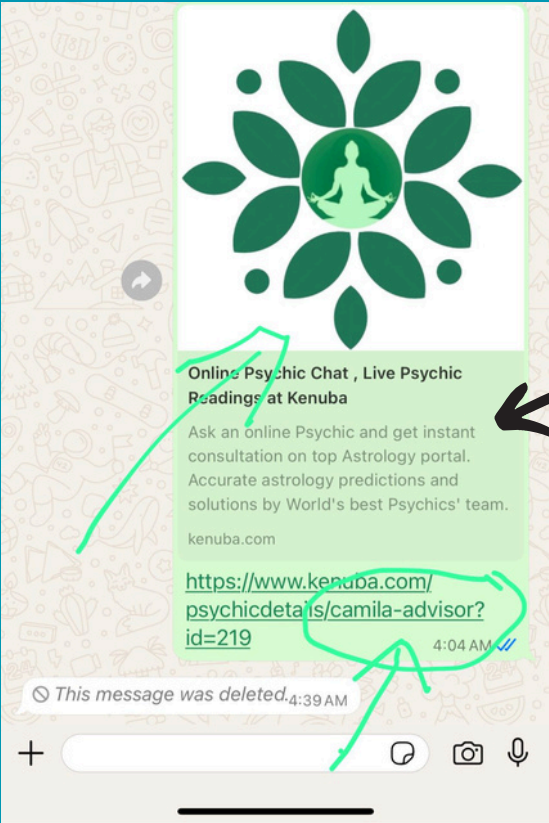 Online Psychic Chat , Live Psychic
Readings at Kenuba
Ask an online Psychic and get instant
consultation on top Astrology portal.
Accurate astrology predictions and
solutions by World's best Psychics' team.
kenuba.com
https://www.kenuba.com/
psychicdetails/camila-advisor?
id=219
4:04 AM
This message was deleted. 4:39 AM